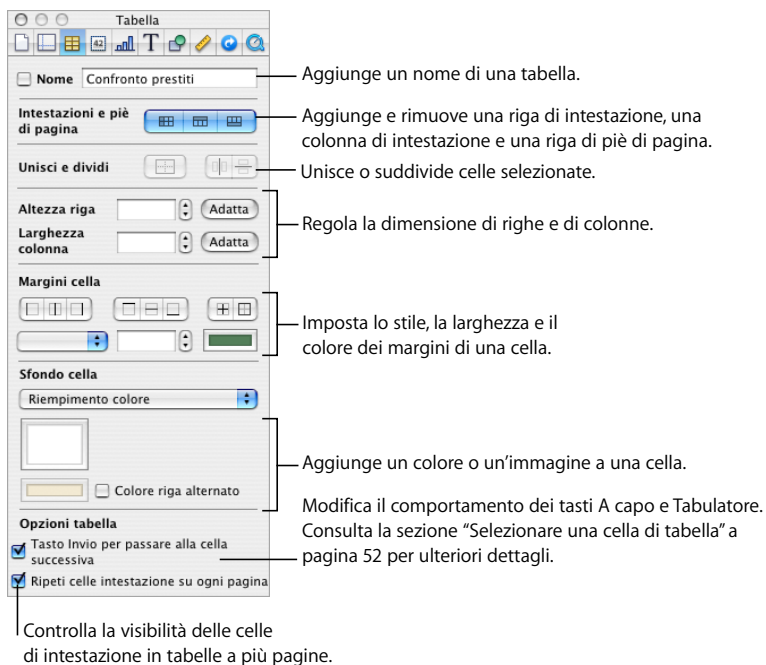 Tabella
42
T
Nome
Confronto prestiti
Aggiunge un nome di una tabella.
Intestazioni e piè
di pagina
Aggiunge e rimuove una riga di intestazione, una
colonna di intestazione e una riga di piè di pagina.
Unisci e dividi
Unisce o suddivide celle selezionate.
Altezza riga
Adatta
Larghezza
colonna
Adatta
Regola la dimensione di righe e di colonne.
Margini cella
Imposta lo stile, la larghezza e il
colore dei margini di una cella.
Sfondo cella
Riempimento colore
Colore riga alternato
Aggiunge un colore o un'immagine a una cella.
Opzioni tabella
Tasto Invio per passare alla cella
successiva
Modifica il comportamento dei tasti A capo e Tabulatore.
Consulta la sezione “Selezionare una cella di tabella” a
pagina 52 per ulteriori dettagli.
Ripeti celle intestazione su ogni pagina
Controlla la visibilità delle celle
di intestazione in tabelle a più pagine.